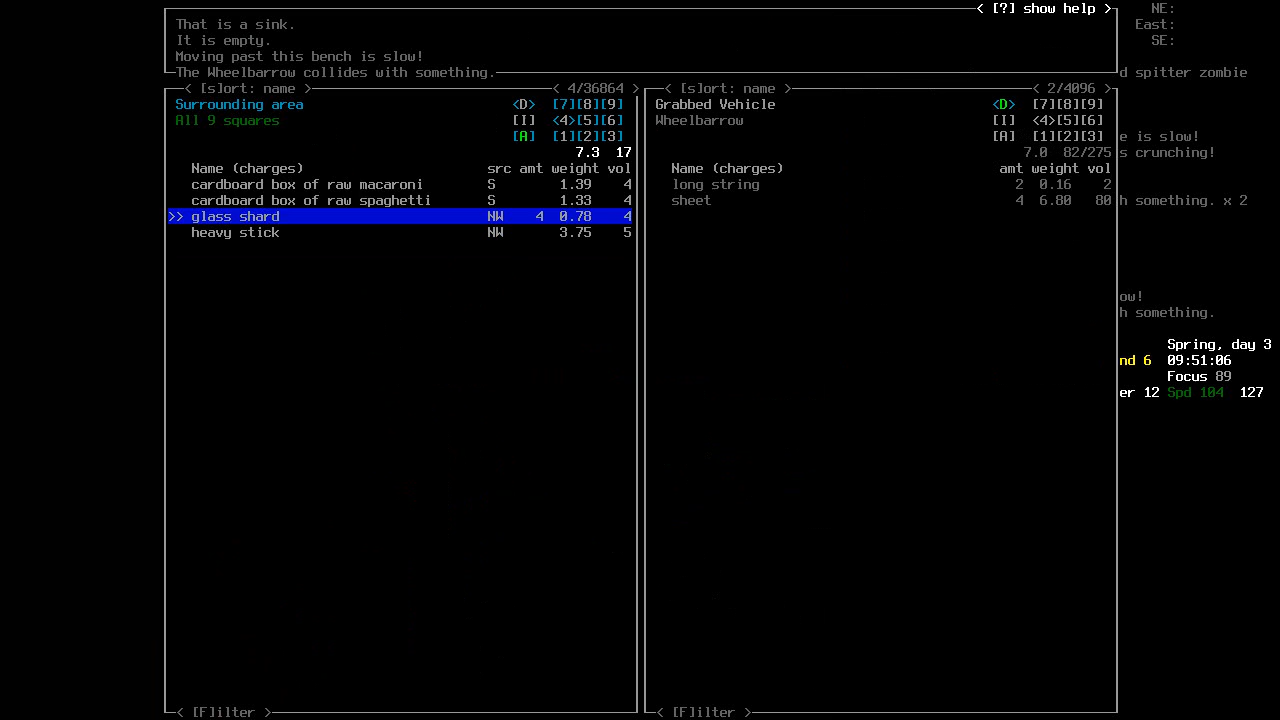 < [?] show help > NE:
That is a sink. East:
It is empty. SE:
Moving past this bench is slow!
The Wheelbarrow collides with something. d spitter zombie
< [s]ort: name > < 4/36864 > < [s]ort: name > < 2/4096 >
Surrounding area <D> [7][8][9] Grabbed Vehicle <D> [7][8][9]
All 9 squares [I] <4>[5][6] Wheelbarrow [I] <4>[5][6]
[A] [1][2][3] [A] [1][2][3] e is slow!
7.3 17 7.0 82/275 s crunching!
Name (charges) src amt weight vol Name (charges) amt weight vol
cardboard box of raw macaroni S 1.39 4 long string 2 0.16 2
cardboard box of raw spaghetti S 1.33 4 sheet 4 6.80 80 h something. x 2
>> glass shard NW 4 0.78 4
heavy stick NW 3.75 5
ow!
h something.
Spring, day 3
nd 6 09:51:06
Focus 89
er 12 Spd 104 127
< [F]ilter > < [F]ilter >